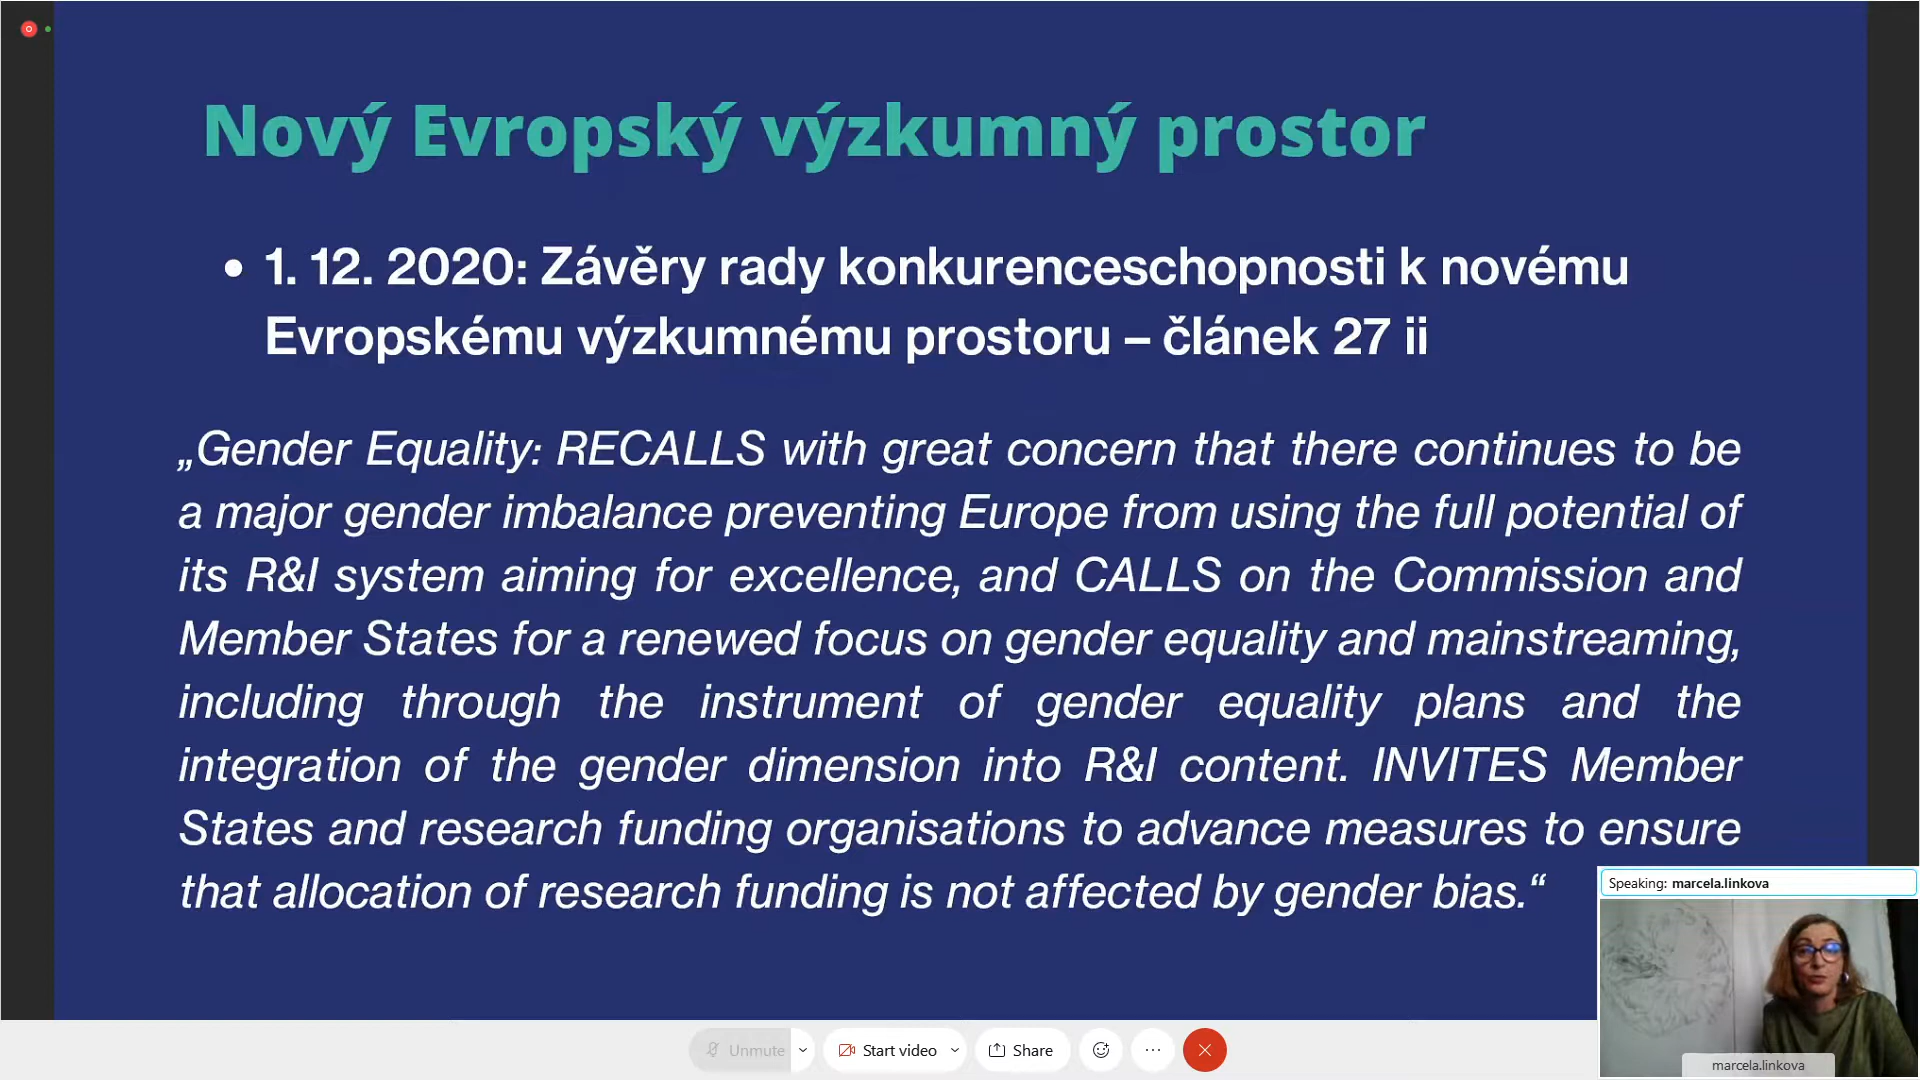 Nový Evropský výzkumný prostor
• 1. 12. 2020: Závěry rady konkurenceschopnosti k novému
Evropskému výzkumnému prostoru – článek 27 ii
„Gender Equality: RECALLS with great concern that there continues to be
a major gender imbalance preventing Europe from using the full potential of
its R&I system aiming for excellence, and CALLS on the Commission and
Member States for a renewed focus on gender equality and mainstreaming,
including through the instrument of gender equality plans and the
integration of the gender dimension into R&I content. INVITES Member
States and research funding organisations to advance measures to ensure
that allocation of research funding is not affected by gender bias.“
Speaking: marcela.linkova
marcela.linkova
Unmute
Start video
Share